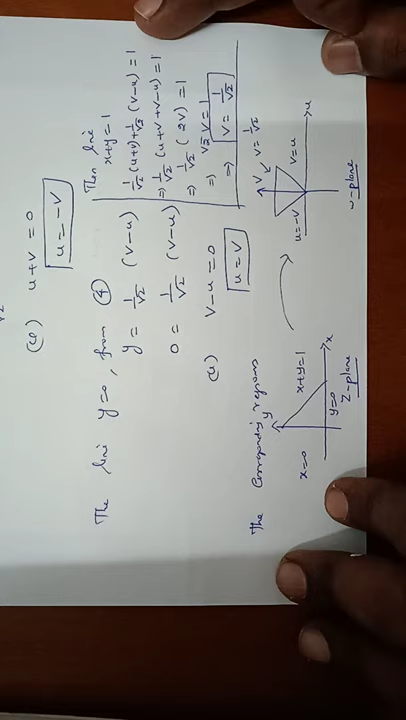 (ie) u+v = 0
u = -v
The line y = 0, from ④
y = 1/√2 (v-u)
0 = 1/√2 (v-u)
(ie) v-u = 0
u = v
Then line
x+y = 1
1/√2 (u+v) + 1/√2 (v-u) = 1
⇒ 1/√2 (u+v+v-u) = 1
⇒ 1/√2 (2v) = 1
⇒ √2 v = 1
⇒ v = 1/√2
The corresponding regions
y
x=0
x+y=1
y=0
x
Z-plane
v
v = 1/√2
u=-v
v=u
u
w-plane